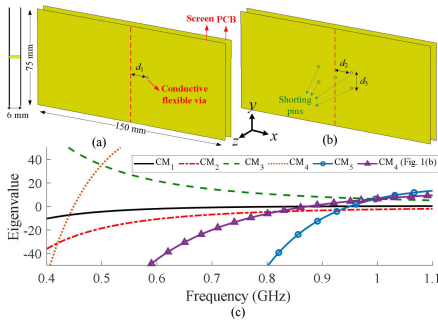 Screen PCB
75 mm
6 mm
d1
Conductive
flexible via
150 mm
(a)
(b)
d2
d3
Shorting
pins
y
z
x
CM1 CM2 CM3 CM4 CM5 CM4 (Fig. 1(b))
Eigenvalue
40
20
0
-20
-40
0.4 0.5 0.6 0.7 0.8 0.9 1 1.1
Frequency (GHz)
(c)